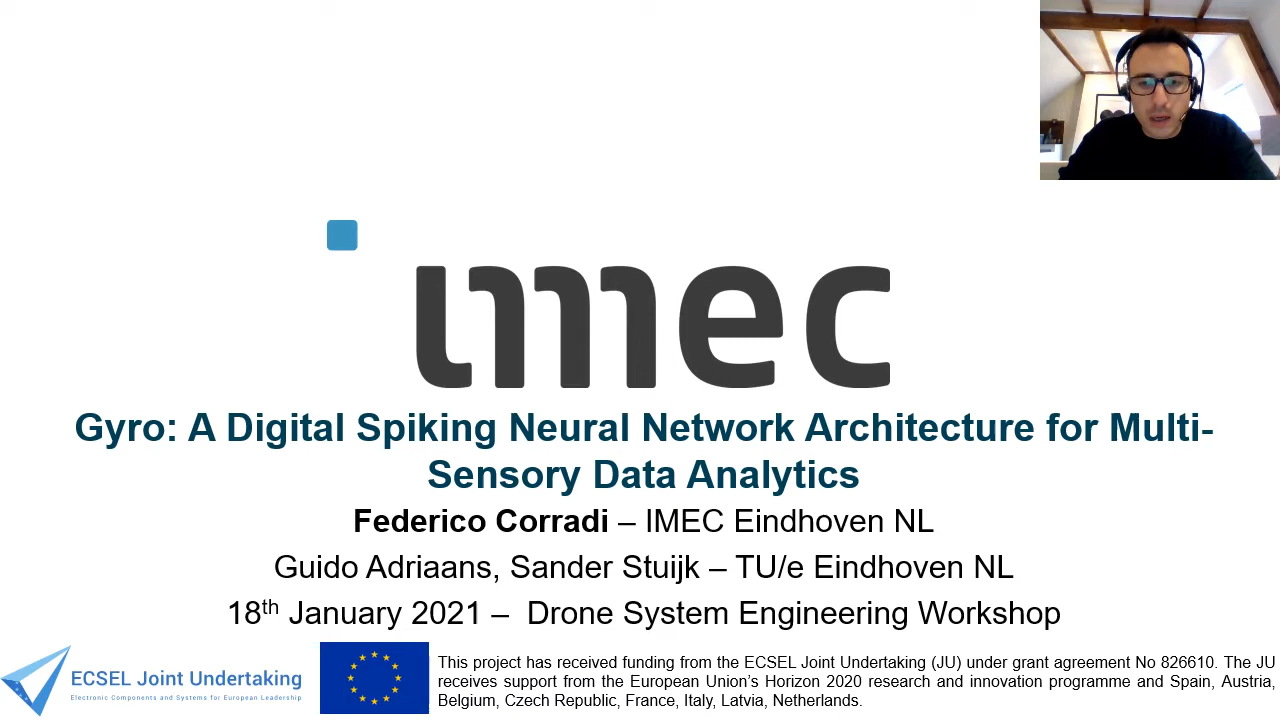 imec
Gyro: A Digital Spiking Neural Network Architecture for Multi-
Sensory Data Analytics
Federico Corradi – IMEC Eindhoven NL
Guido Adriaans, Sander Stuijk – TU/e Eindhoven NL
18th January 2021 – Drone System Engineering Workshop
ECSEL Joint Undertaking
Electronic Components and Systems for European Leadership
This project has received funding from the ECSEL Joint Undertaking (JU) under grant agreement No 826610. The JU
receives support from the European Union’s Horizon 2020 research and innovation programme and Spain, Austria,
Belgium, Czech Republic, France, Italy, Latvia, Netherlands.